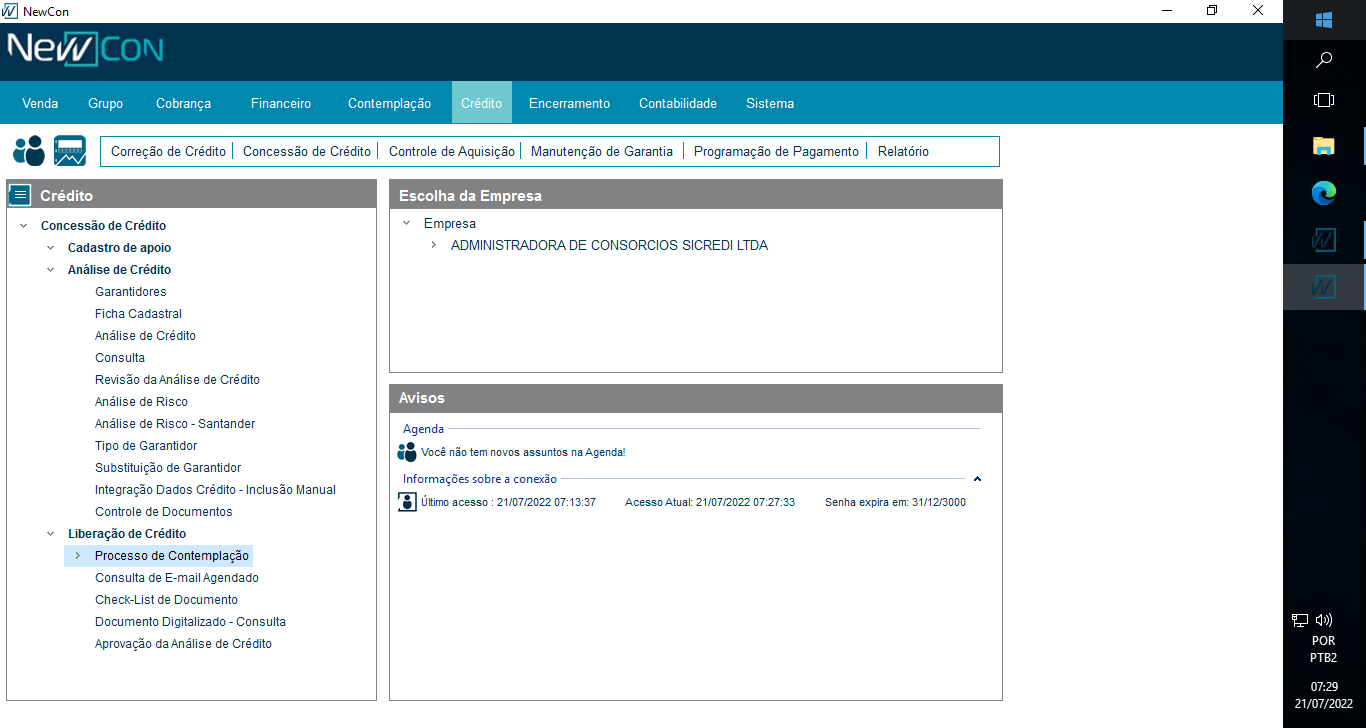 NewCon
NewCon
Venda Grupo Cobrança Financeiro Contemplação Crédito Encerramento Contabilidade Sistema
Correção de Crédito Concessão de Crédito Controle de Aquisição Manutenção de Garantia Programação de Pagamento Relatório
Crédito
Concessão de Crédito
Cadastro de apoio
Análise de Crédito
Garantidores
Ficha Cadastral
Análise de Crédito
Consulta
Revisão da Análise de Crédito
Análise de Risco
Análise de Risco - Santander
Tipo de Garantidor
Substituição de Garantidor
Integração Dados Crédito - Inclusão Manual
Controle de Documentos
Liberação de Crédito
Processo de Contemplação
Consulta de E-mail Agendado
Check-List de Documento
Documento Digitalizado - Consulta
Aprovação da Análise de Crédito
Escolha da Empresa
Empresa
ADMINISTRADORA DE CONSORCIOS SICREDI LTDA
Avisos
Agenda
Você não tem novos assuntos na Agenda!
Informações sobre a conexão
Último acesso : 21/07/2022 07:13:37 Acesso Atual: 21/07/2022 07:27:33 Senha expira em: 31/12/3000
POR
PTB2
07:29
21/07/2022